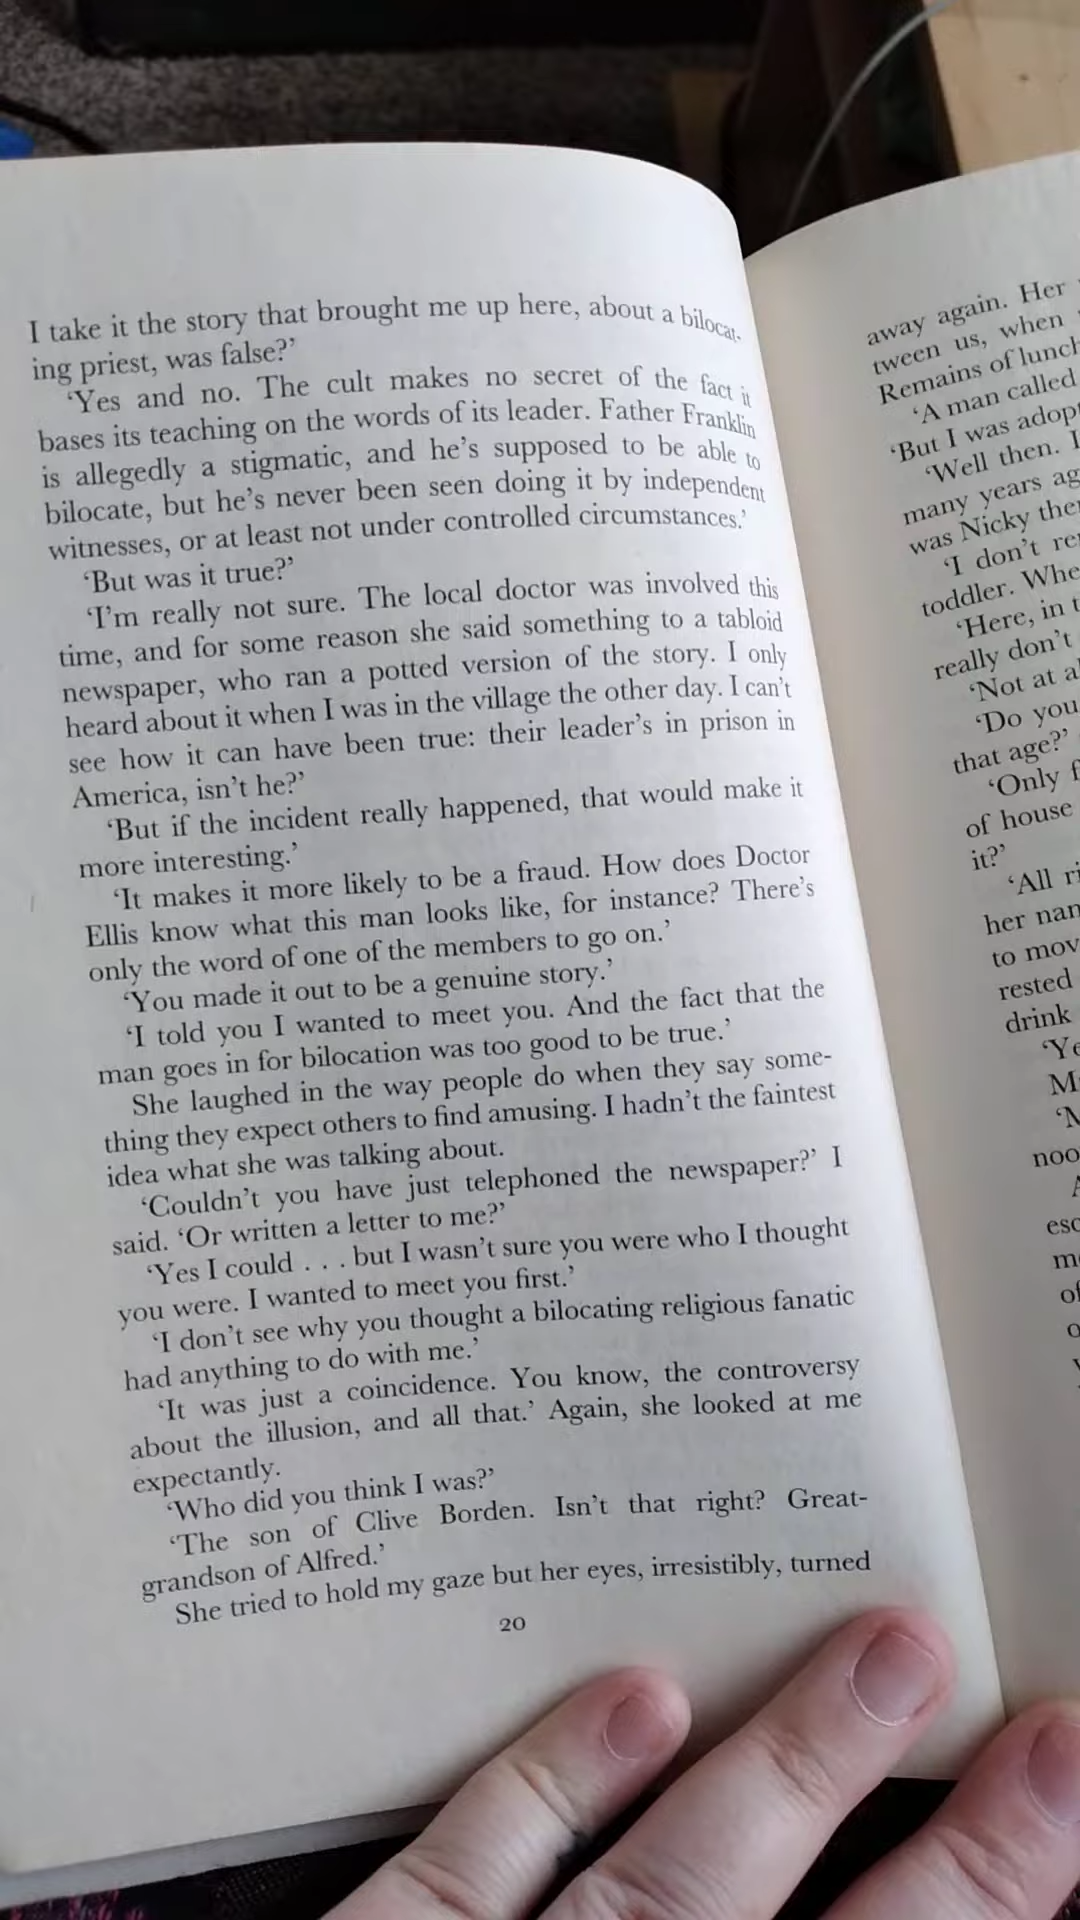 I take it the story that brought me up here, about a bilocat-
ing priest, was false?’
‘Yes and no. The cult makes no secret of the fact it
bases its teaching on the words of its leader. Father Franklin
is allegedly a stigmatic, and he’s supposed to be able to
bilocate, but he’s never been seen doing it by independent
witnesses, or at least not under controlled circumstances.’
‘But was it true?’
‘I’m really not sure. The local doctor was involved this
time, and for some reason she said something to a tabloid
newspaper, who ran a potted version of the story. I only
heard about it when I was in the village the other day. I can’t
see how it can have been true: their leader’s in prison in
America, isn’t he?’
‘But if the incident really happened, that would make it
more interesting.’
‘It makes it more likely to be a fraud. How does Doctor
Ellis know what this man looks like, for instance? There’s
only the word of one of the members to go on.’
‘You made it out to be a genuine story.’
‘I told you I wanted to meet you. And the fact that the
man goes in for bilocation was too good to be true.’
She laughed in the way people do when they say some-
thing they expect others to find amusing. I hadn’t the faintest
idea what she was talking about.
‘Couldn’t you have just telephoned the newspaper?’ I
said. ‘Or written a letter to me?’
‘Yes I could . . . but I wasn’t sure you were who I thought
you were. I wanted to meet you first.’
‘I don’t see why you thought a bilocating religious fanatic
had anything to do with me.’
‘It was just a coincidence. You know, the controversy
about the illusion, and all that.’ Again, she looked at me
expectantly.
‘Who did you think I was?’
‘The son of Clive Borden. Isn’t that right? Great-
grandson of Alfred.’
She tried to hold my gaze but her eyes, irresistibly, turned
20
away again. Her
tween us, when
Remains of lunch
‘A man called
‘But I was adopt
‘Well then. I
many years ag
was Nicky the
‘I don’t re
toddler. Whe
‘Here, in t
really don’t
‘Not at a
‘Do you
that age?’
‘Only f
of house
it?’
‘All ri
her nam
to mov
rested
drink
‘Ye
M
‘M
noo
A
esc
me
of
o